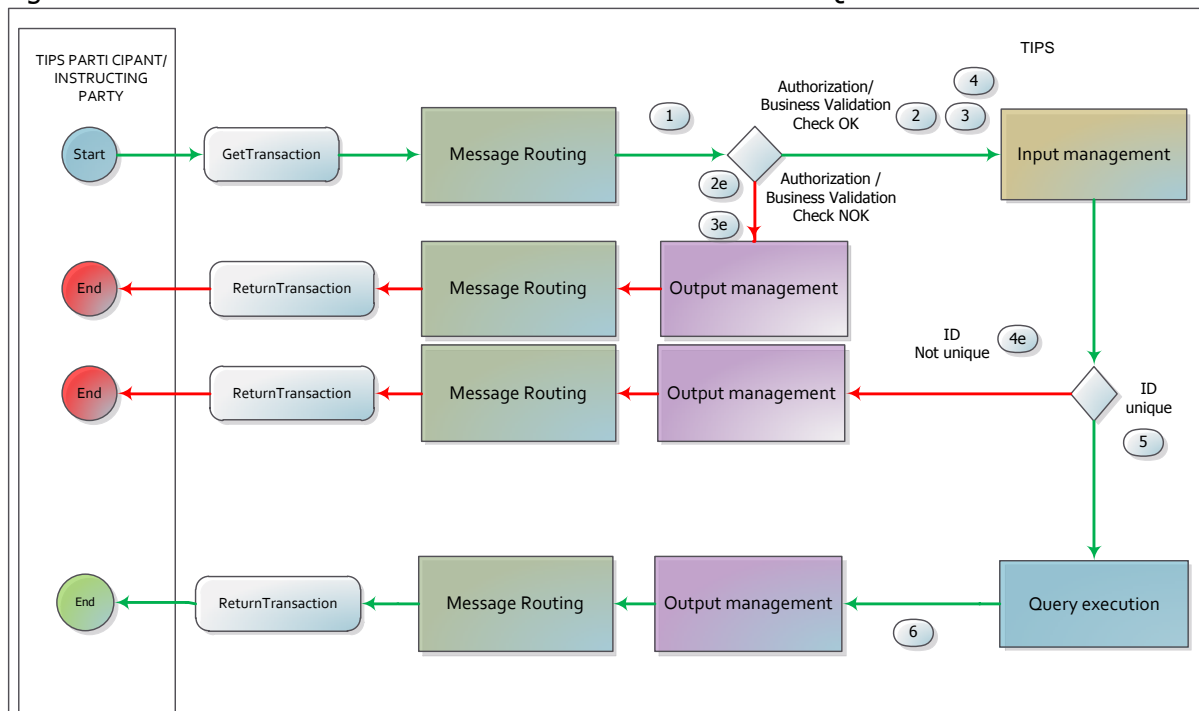 TIPS PARTI CIPANT/
INSTRUCTING
PARTY
TIPS
Start
GetTransaction
Message Routing
1
Authorization/
Business Validation
Check OK
2
3
4
Input management
2e
3e
Authorization /
Business Validation
Check NOK
End
ReturnTransaction
Message Routing
Output management
ID
Not unique
4e
End
ReturnTransaction
Message Routing
Output management
ID
unique
5
End
ReturnTransaction
Message Routing
Output management
6
Query execution